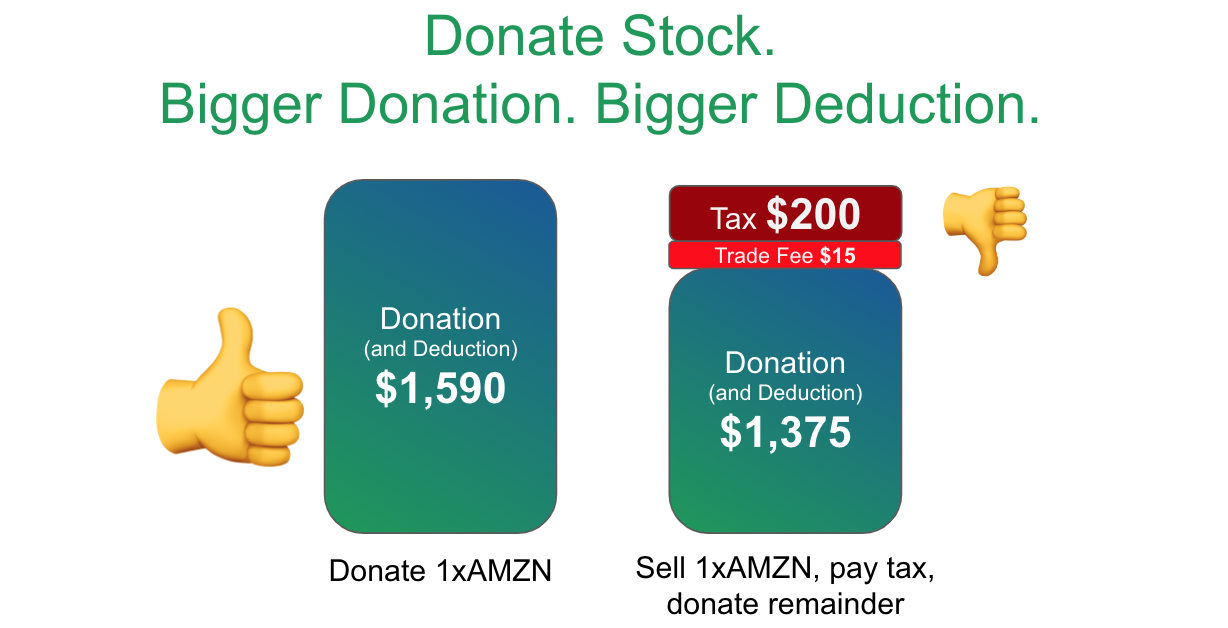 Donate Stock.
Bigger Donation. Bigger Deduction.
Donation
(and Deduction)
$1,590
Donate 1xAMZN
Tax $200
Trade Fee $15
Donation
(and Deduction)
$1,375
Sell 1xAMZN, pay tax,
donate remainder